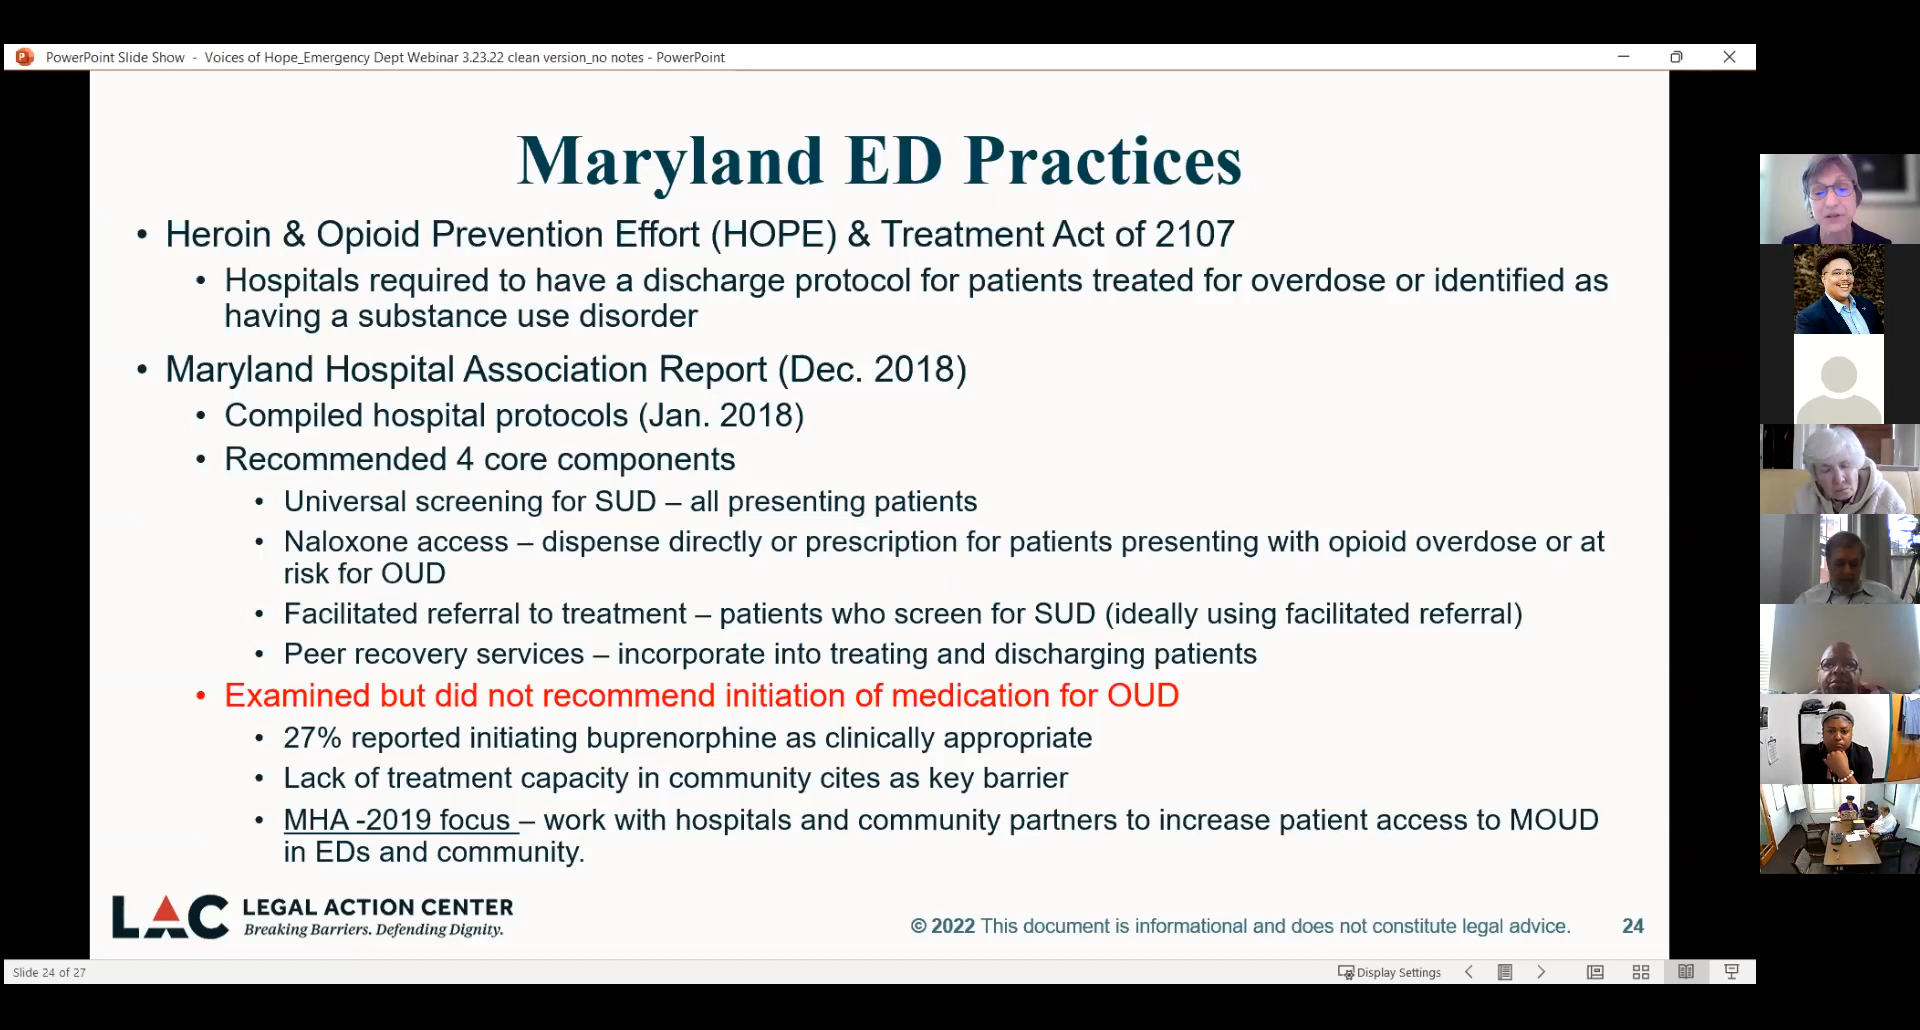 PowerPoint Slide Show - Voices of Hope_Emergency Dept Webinar 3.23.22 clean version_no notes - PowerPoint
Maryland ED Practices
• Heroin & Opioid Prevention Effort (HOPE) & Treatment Act of 2107
• Hospitals required to have a discharge protocol for patients treated for overdose or identified as
having a substance use disorder
• Maryland Hospital Association Report (Dec. 2018)
• Compiled hospital protocols (Jan. 2018)
• Recommended 4 core components
• Universal screening for SUD – all presenting patients
• Naloxone access – dispense directly or prescription for patients presenting with opioid overdose or at
risk for OUD
• Facilitated referral to treatment – patients who screen for SUD (ideally using facilitated referral)
• Peer recovery services – incorporate into treating and discharging patients
• Examined but did not recommend initiation of medication for OUD
• 27% reported initiating buprenorphine as clinically appropriate
• Lack of treatment capacity in community cites as key barrier
• MHA -2019 focus – work with hospitals and community partners to increase patient access to MOUD
in EDs and community.
LAC LEGAL ACTION CENTER
Breaking Barriers. Defending Dignity.
© 2022 This document is informational and does not constitute legal advice. 24
Slide 24 of 27
Display Settings